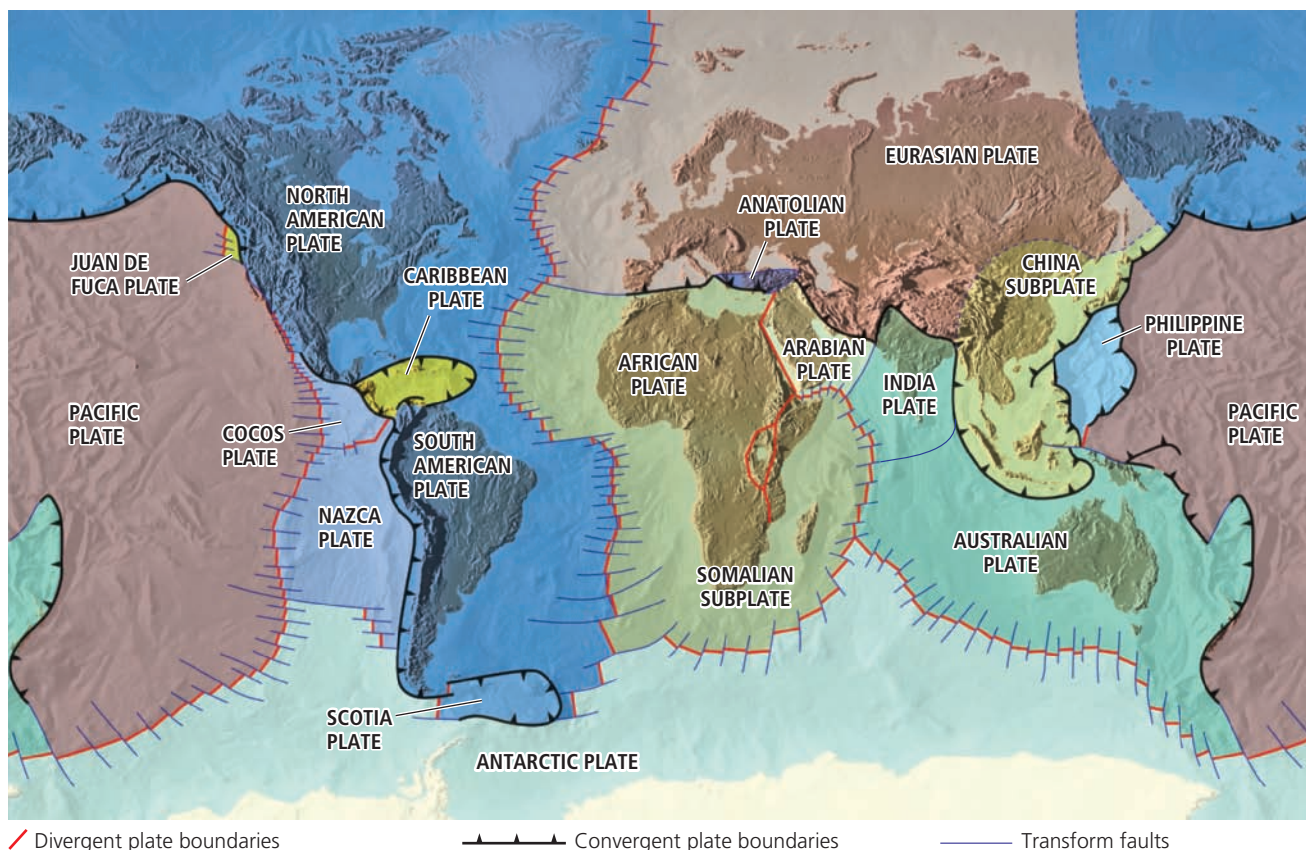 EURASIAN PLATE
NORTH
AMERICAN
PLATE
ANATOLIAN
PLATE
JUAN DE
FUCA PLATE
CARIBBEAN
PLATE
CHINA
SUBPLATE
PHILIPPINE
PLATE
ARABIAN
PLATE
AFRICAN
PLATE
INDIA
PLATE
PACIFIC
PLATE
COCOS
PLATE
SOUTH
AMERICAN
PLATE
PACIFIC
PLATE
NAZCA
PLATE
AUSTRALIAN
PLATE
SOMALIAN
SUBPLATE
SCOTIA
PLATE
ANTARCTIC PLATE
Divergent plate boundaries
Convergent plate boundaries
Transform faults